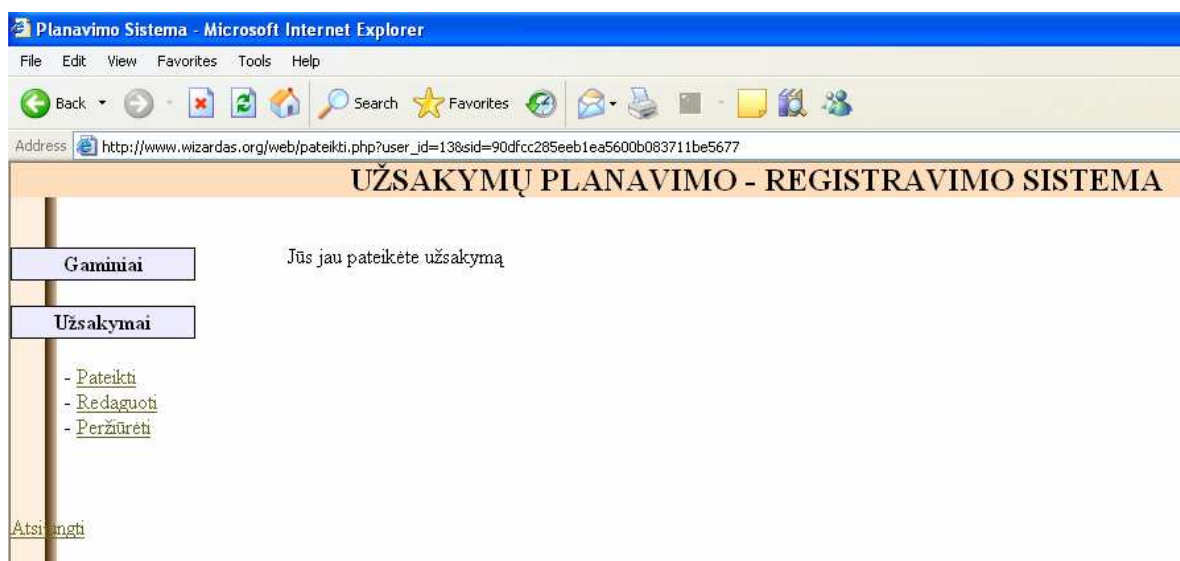 Planavimo Sistema - Microsoft Internet Explorer
File Edit View Favorites Tools Help
Back Search Favorites
Address http://www.wizardas.org/web/pateikti.php?user_id=13&sid=90dfcc285eeb1ea5600b083711be5677
UŽSAKYMŲ PLANAVIMO - REGISTRAVIMO SISTEMA
Gaminiai
Jūs jau pateikėte užsakymą
Užsakymai
- Pateikti
- Redaguoti
- Peržiūrėti
Atsijungti